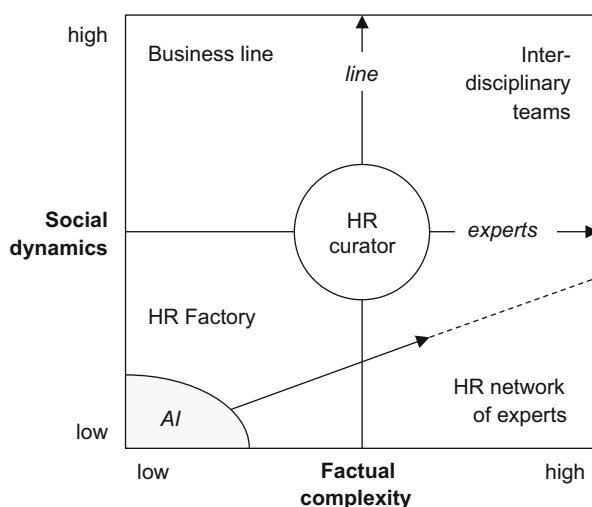 high
Business line
line
Inter-
disciplinary
teams
Social
dynamics
HR
curator
experts
HR Factory
AI
HR network
of experts
low
low
Factual
complexity
high